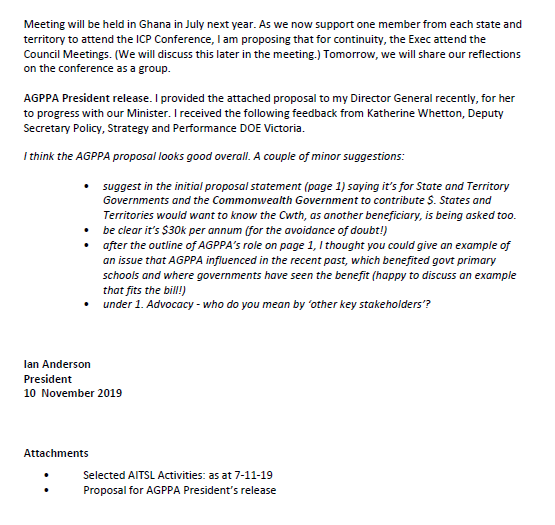 Meeting will be held in Ghana in July next year. As we now support one member from each state and
territory to attend the ICP Conference, I am proposing that for continuity, the Exec attend the
Council Meetings. (We will discuss this later in the meeting.) Tomorrow, we will share our reflections
on the conference as a group.
AGPPA President release. I provided the attached proposal to my Director General recently, for her
to progress with our Minister. I received the following feedback from Katherine Whetton, Deputy
Secretary Policy, Strategy and Performance DOE Victoria.
I think the AGPPA proposal looks good overall. A couple of minor suggestions:
• suggest in the initial proposal statement (page 1) saying it's for State and Territory
Governments and the Commonwealth Government to contribute $. States and
Territories would want to know the Cwth, as another beneficiary, is being asked too.
• be clear it's $30k per annum (for the avoidance of doubt!)
• after the outline of AGPPA's role on page 1, I thought you could give an example of
an issue that AGPPA influenced in the recent past, which benefited govt primary
schools and where governments have seen the benefit (happy to discuss an example
that fits the bill!)
• under 1. Advocacy - who do you mean by 'other key stakeholders'?
Ian Anderson
President
10 November 2019
Attachments
• Selected AITSL Activities: as at 7-11-19
• Proposal for AGPPA President's release